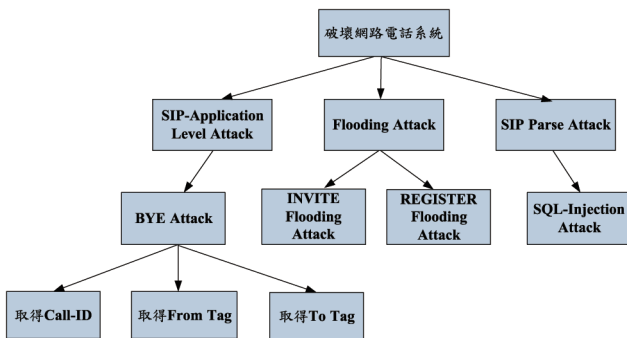 破壞網路電話系統
SIP-Application
Level Attack
Flooding Attack
SIP Parse Attack
BYE Attack
INVITE
Flooding
Attack
REGISTER
Flooding
Attack
SQL-Injection
Attack
取得Call-ID
取得From Tag
取得To Tag